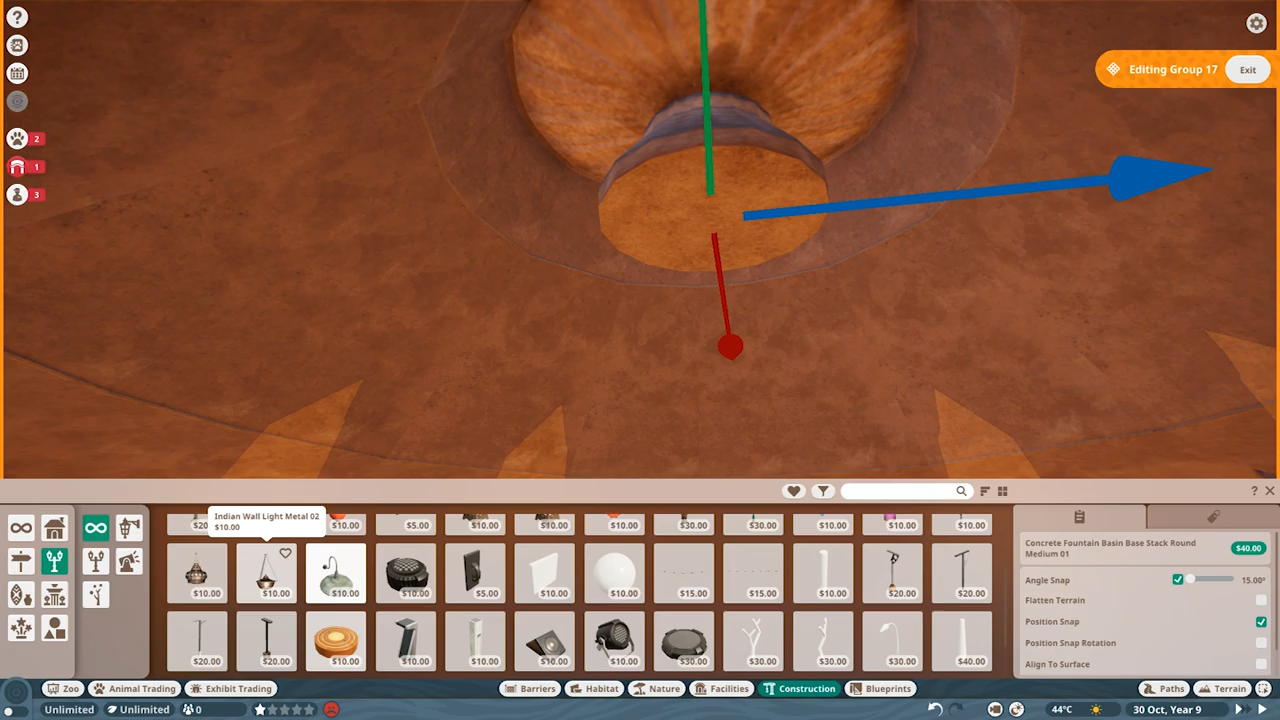 Editing Group 17 Exit
2
1
3
Indian Wall Light Metal 02
$10.00
$20 $10.00 $5.00 $10.00 $10.00 $10.00 $30.00 $30.00 $10.00 $10.00 $10.00
$10.00 $10.00 $10.00 $10.00 $5.00 $10.00 $10.00 $15.00 $15.00 $10.00 $20.00 $20.00
$20.00 $20.00 $10.00 $10.00 $10.00 $10.00 $10.00 $30.00 $30.00 $30.00 $30.00 $40.00
? ×
Concrete Fountain Basin Base Stack Round
Medium 01
$40.00
Angle Snap 15.00°
Flatten Terrain
Position Snap
Position Snap Rotation
Align To Surface
Zoo Animal Trading Exhibit Trading Barriers Habitat Nature Facilities Construction Blueprints Paths Terrain
Unlimited Unlimited 0 44°C 30 Oct, Year 9